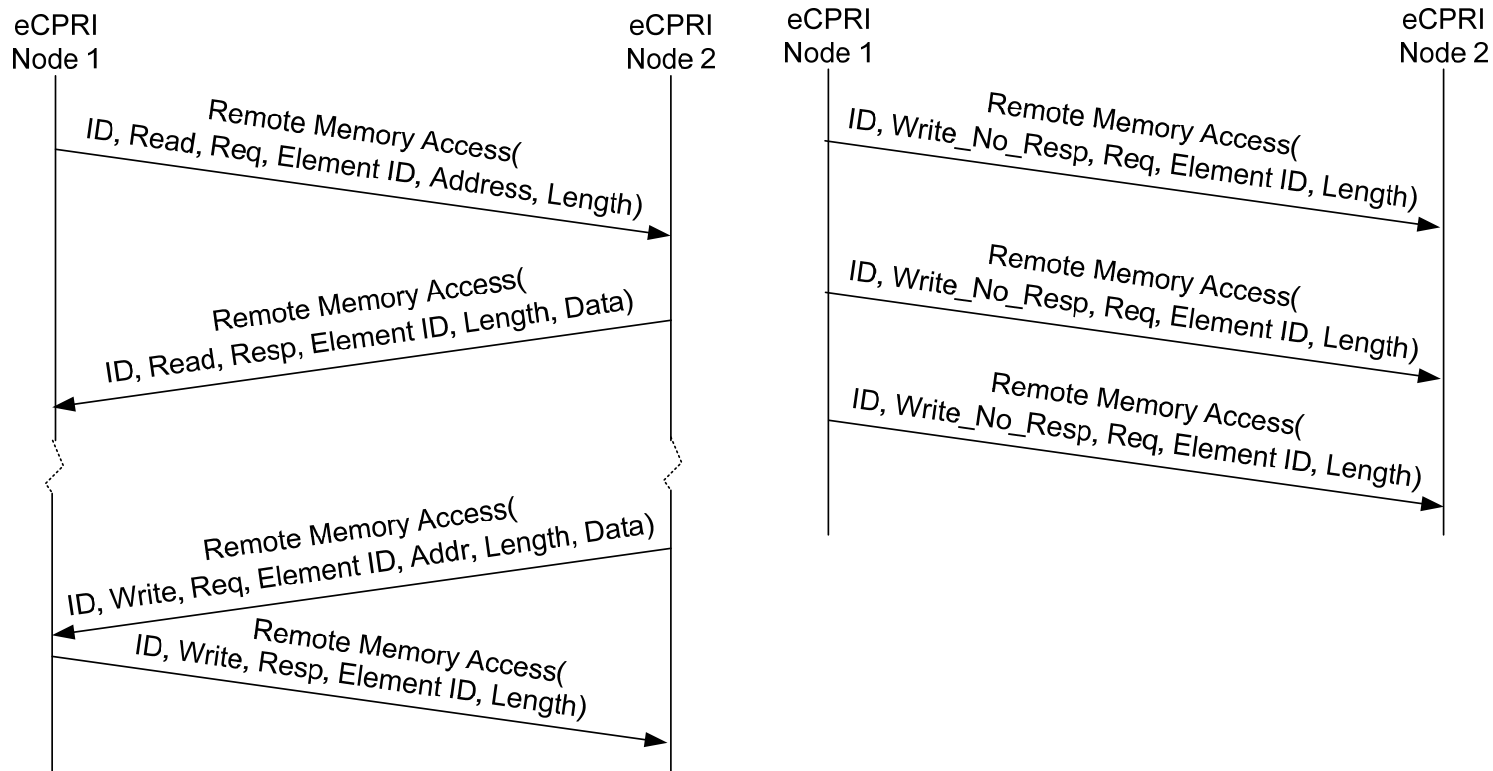 eCPRI
Node 1
eCPRI
Node 2
Remote Memory Access(
ID, Read, Req, Element ID, Address, Length)
Remote Memory Access(
ID, Read, Resp, Element ID, Length, Data)
Remote Memory Access(
ID, Write, Req, Element ID, Addr, Length, Data)
Remote Memory Access(
ID, Write, Resp, Element ID, Length)
eCPRI
Node 1
eCPRI
Node 2
Remote Memory Access(
ID, Write_No_Resp, Req, Element ID, Length)
Remote Memory Access(
ID, Write_No_Resp, Req, Element ID, Length)
Remote Memory Access(
ID, Write_No_Resp, Req, Element ID, Length)